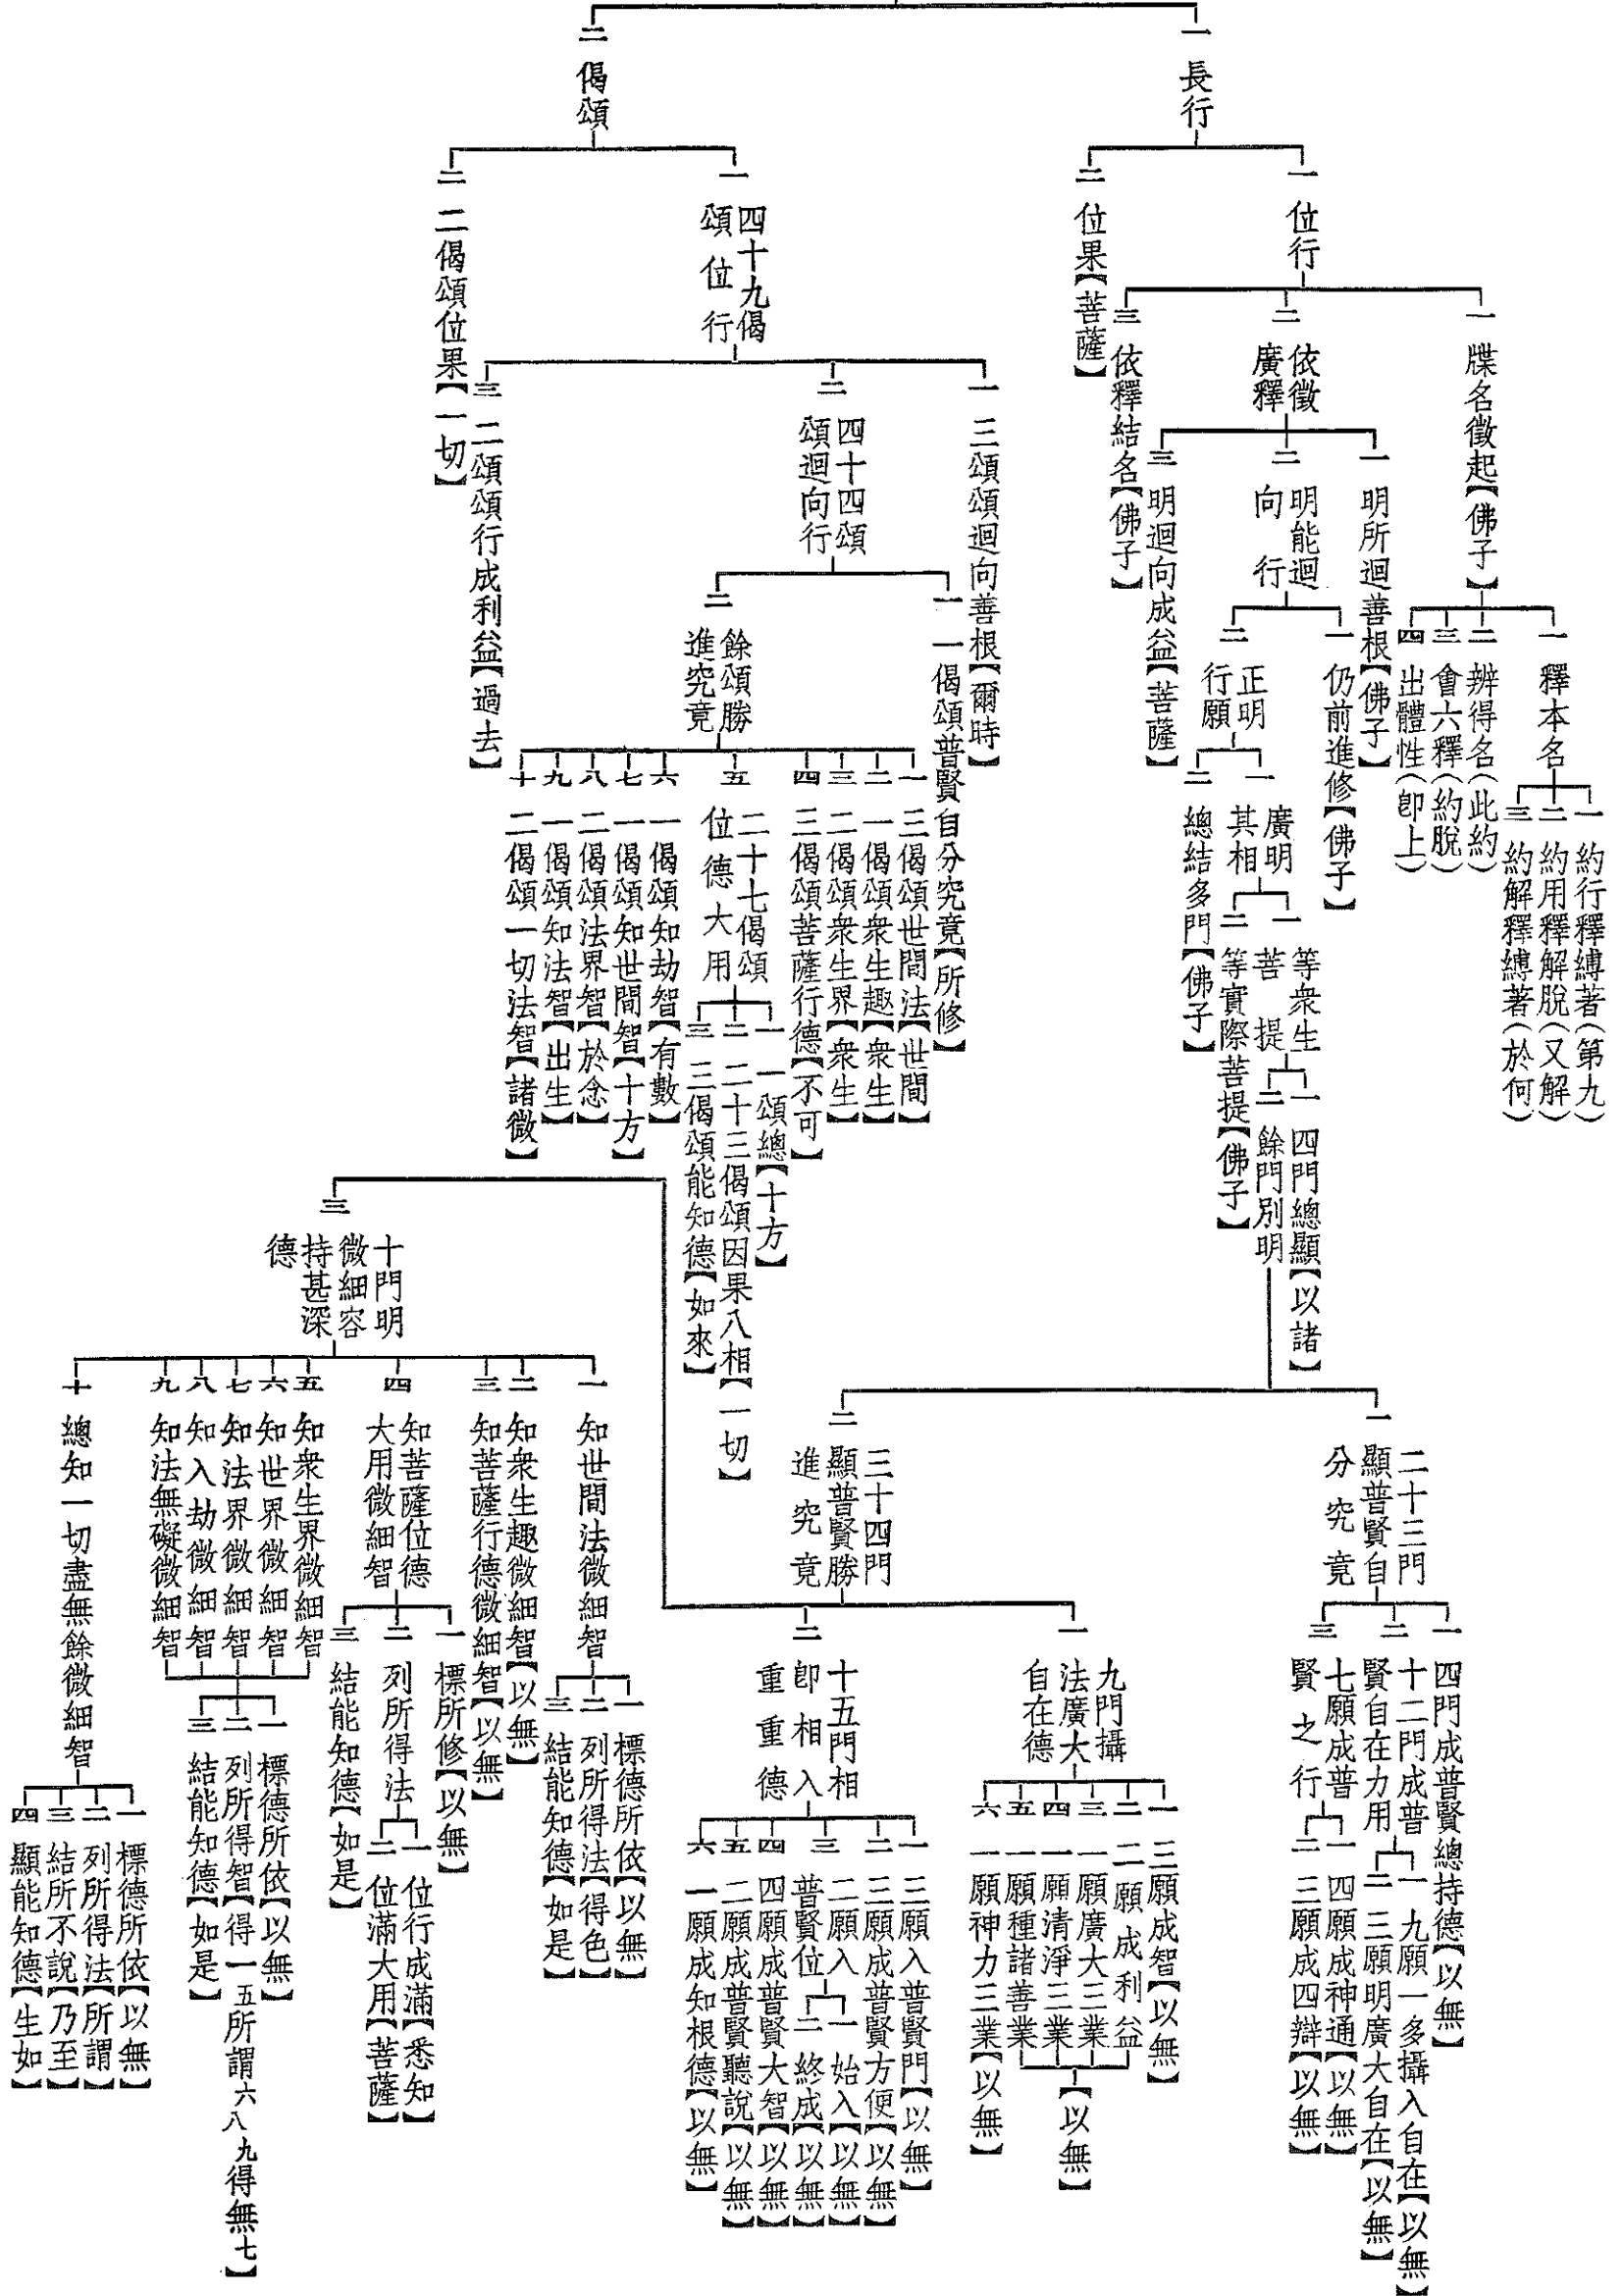 一 長行
一 位行
一 牒名徵起【佛子】
一 釋本名
一 約行釋縛著(第九)
二 約用釋解脫(又解)
三 約解釋縛著(於何)
二 辨得名(此約)
三 會六釋(約脫)
四 出體性(卽上)
二 依徵廣釋
一 明所迴善根【佛子】
二 明能迴向行
一 仍前進修【佛子】
二 正明行願
一 廣明其相
一 等衆生菩提
一 四門總顯【以諸】
二 餘門別明
一 二十三門顯普賢自分究竟
一 四門成普賢總持德【以無】
二 十二門成普賢自在力用
一 九願一多攝入自在【以無】
二 三願明廣大自在【以無】
三 七願成普賢之行
一 四願成神通【以無】
二 三願成四辯【以無】
二 三十四門顯普賢勝進究竟
一 九門攝法廣大自在德
一 三願成智【以無】
二 二願成利益
三 一願廣大三業
四 一願清淨三業
五 一願種諸善業
【以無】
六 一願神力三業【以無】
二 十五門相卽相入重重德
一 三願入普賢門【以無】
二 三願成普賢方便【以無】
三 二願入普賢位
一 始入【以無】
二 終成【以無】
四 四願成普賢大智【以無】
五 二願成普賢聽說【以無】
六 一願成知根德【以無】
三 十門明微細容持甚深德
一 知世間法微細智
一 標德所依【以無】
二 列所得法【得色】
三 結能知德【如是】
二 知衆生趣微細智【以無】
三 知菩薩行德微細智【以無】
四 知菩薩位德大用微細智
一 標所修【以無】
二 列所得法
一 位行成滿【悉知】
二 位滿大用【菩薩】
三 結能知德【如是】
五 知衆生界微細智
六 知世界微細智
七 知法界微細智
八 知入劫微細智
九 知法無礙微細智
一 標德所依【以無】
二 列所得智【得一五所謂六八九得無七】
三 結能知德【如是】
十 總知一切盡無餘微細智
一 標德所依【以無】
二 列所得法【所謂】
三 結所不說【乃至】
四 顯能知德【生如】
二 等實際菩提【佛子】
二 總結多門【佛子】
三 明迴向成益【菩薩】
三 依釋結名【佛子】
二 位果【菩薩】
二 偈頌
一 四十九偈頌位行
一 三頌頌迴向善根【爾時】
二 四十四頌頌迴向行
一 一偈頌普賢自分究竟【所修】
二 餘頌勝進究竟
一 三偈頌世間法【世間】
二 一偈頌衆生趣【衆生】
三 二偈頌衆生界【衆生】
四 三偈頌菩薩行德【不可】
五 二十七偈頌位德大用
一 一頌總【十方】
二 二十三偈頌因果八相【一切】
三 三偈頌能知德【如來】
六 一偈頌知劫智【有數】
七 一偈頌知世間智【十方】
八 二偈頌法界智【於念】
九 一偈頌知法智【出生】
十 二偈頌一切法智【諸微】
三 二頌頌行成利益【過去】
二 二偈頌位果【一切】